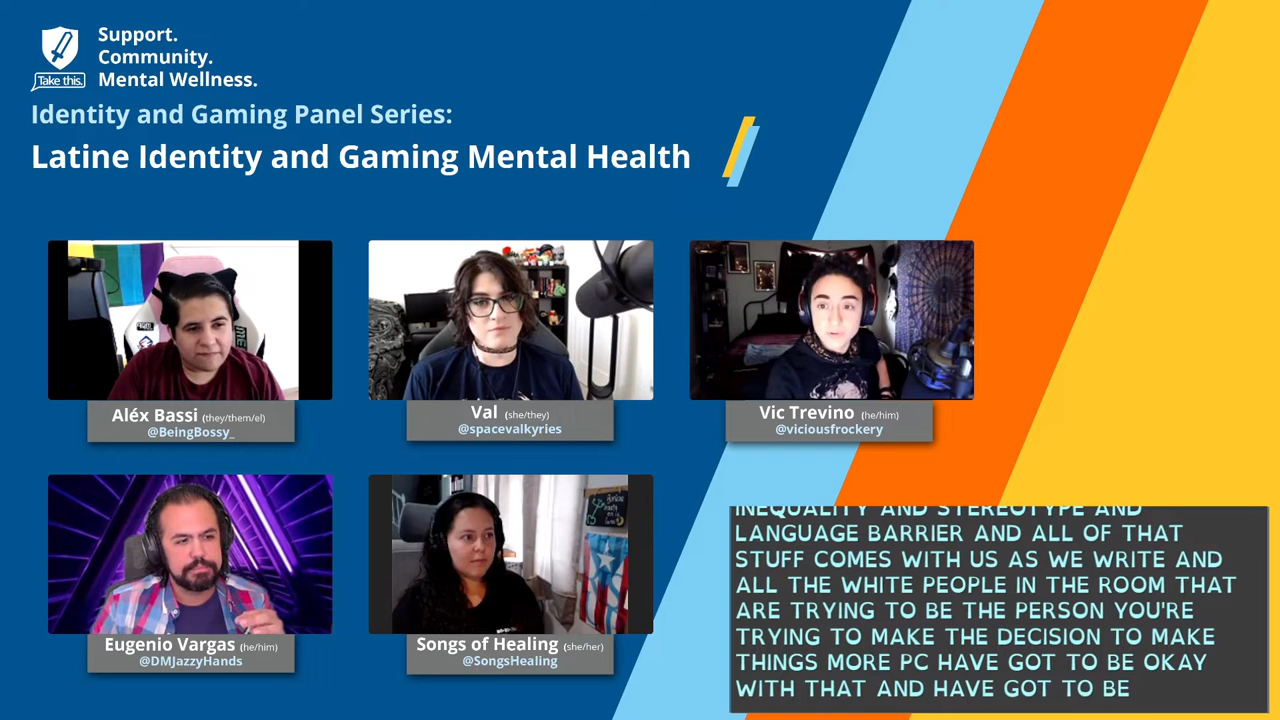 Support.
Community.
Mental Wellness.
Take this.
Identity and Gaming Panel Series:
Latine Identity and Gaming Mental Health
Aléx Bassi (they/them/el)
@BeingBossy_
Val (she/they)
@spacevalkyries
Vic Trevino (he/him)
@viciousfrockery
Eugenio Vargas (he/him)
@DMJazzyHands
Songs of Healing (she/her)
@SongsHealing
INEQUALITY AND STEREOTYPE AND
LANGUAGE BARRIER AND ALL OF THAT
STUFF COMES WITH US AS WE WRITE AND
ALL THE WHITE PEOPLE IN THE ROOM THAT
ARE TRYING TO BE THE PERSON YOU'RE
TRYING TO MAKE THE DECISION TO MAKE
THINGS MORE PC HAVE GOT TO BE OKAY
WITH THAT AND HAVE GOT TO BE